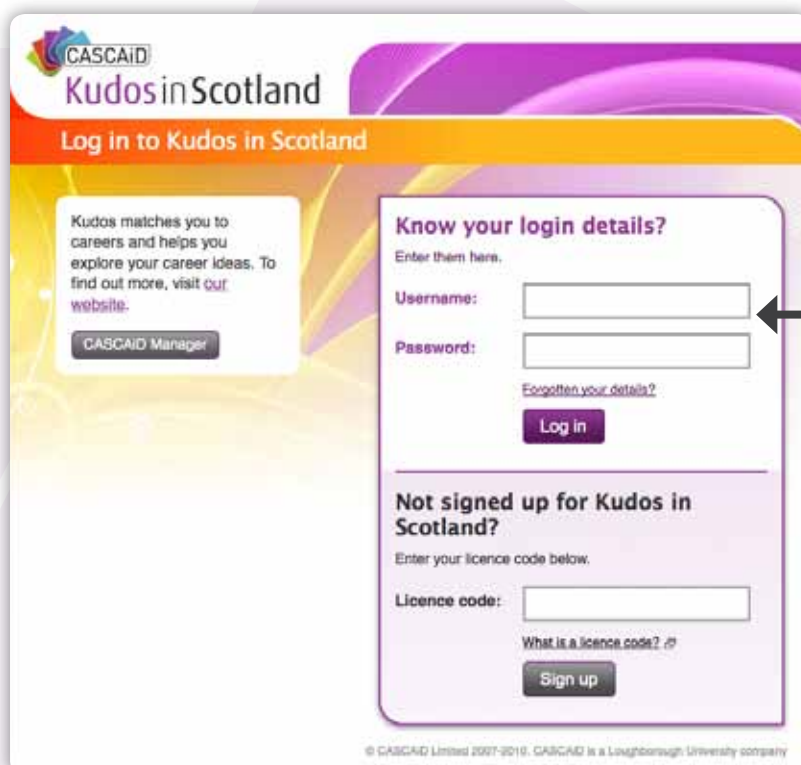 CASCAiD
Kudos in Scotland
Log in to Kudos in Scotland
Kudos matches you to
careers and helps you
explore your career ideas. To
find out more, visit our
website.
CASCAiD Manager
Know your login details?
Enter them here.
Username:
Password:
Forgotten your details?
Log in
Not signed up for Kudos in
Scotland?
Enter your licence code below.
Licence code:
What is a licence code?
Sign up
© CASCAiD Limited 2007-2010. CASCAiD is a Loughborough University company